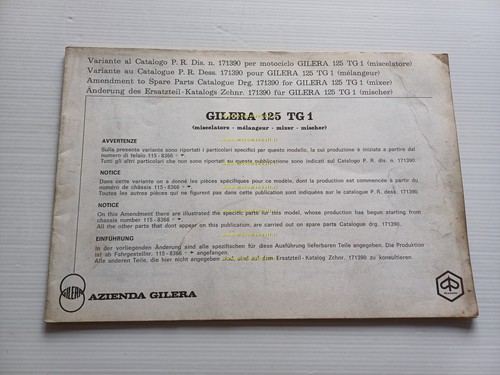 Variante al Catalogo P. R. Dis. n. 171390 per motociclo GILERA 125 TG 1 (miscelatore)
Variante au Catalogue P. R. Dess. 171390 pour GILERA 125 TG 1 (mélangeur)
Amendment to Spare Parts Catalogue Drg. 171390 for GILERA 125 TG 1 (mixer)
Änderung des Ersatzteil-Katalogs Zchnr. 171390 für GILERA 125 TG 1 (mischer)
GILERA 125 TG 1
(miscelatore - mélangeur - mixer - mischer)
AVVERTENZE
Sulla presente variante sono riportati i particolari specifici per questo modello, la cui produzione è iniziata a partire dal
numero di telaio 115 - 8366
Tutti gli altri particolari che non sono riportati su questa pubblicazione sono indicati sul Catalogo P. R. dis. n. 171390.
NOTICE
Dans cette variante on a donné les pièces spécifiques pour ce modèle, dont la production est commencée à partir du
numéro de châssis 115 - 8366
Toutes les autres pièces qui ne figurent pas dans cette publication sont indiquées sur le catalogue P. R. dess. 171390.
NOTICE
On this Amendment there are illustrated the specific parts for this model, whose production has begun starting from
chassis number 115 - 8366
All the other parts that dont appear on this publication, are carried out on spare parts Catalogue drg. 171390.
EINFÜHRUNG
In der vorliegenden Änderung sind alle spezifischen für diese Ausführung lieferbaren Teile angegeben. Die Produktion
ist ab Fahrgestellnr. 115 - 8366 angefangen.
Alle anderen Teile, die hier nicht angegeben sind, sind auf dem Ersatzteil-Katalog Zchnr. 171390 zu konsultieren.
GILERA
AZIENDA GILERA